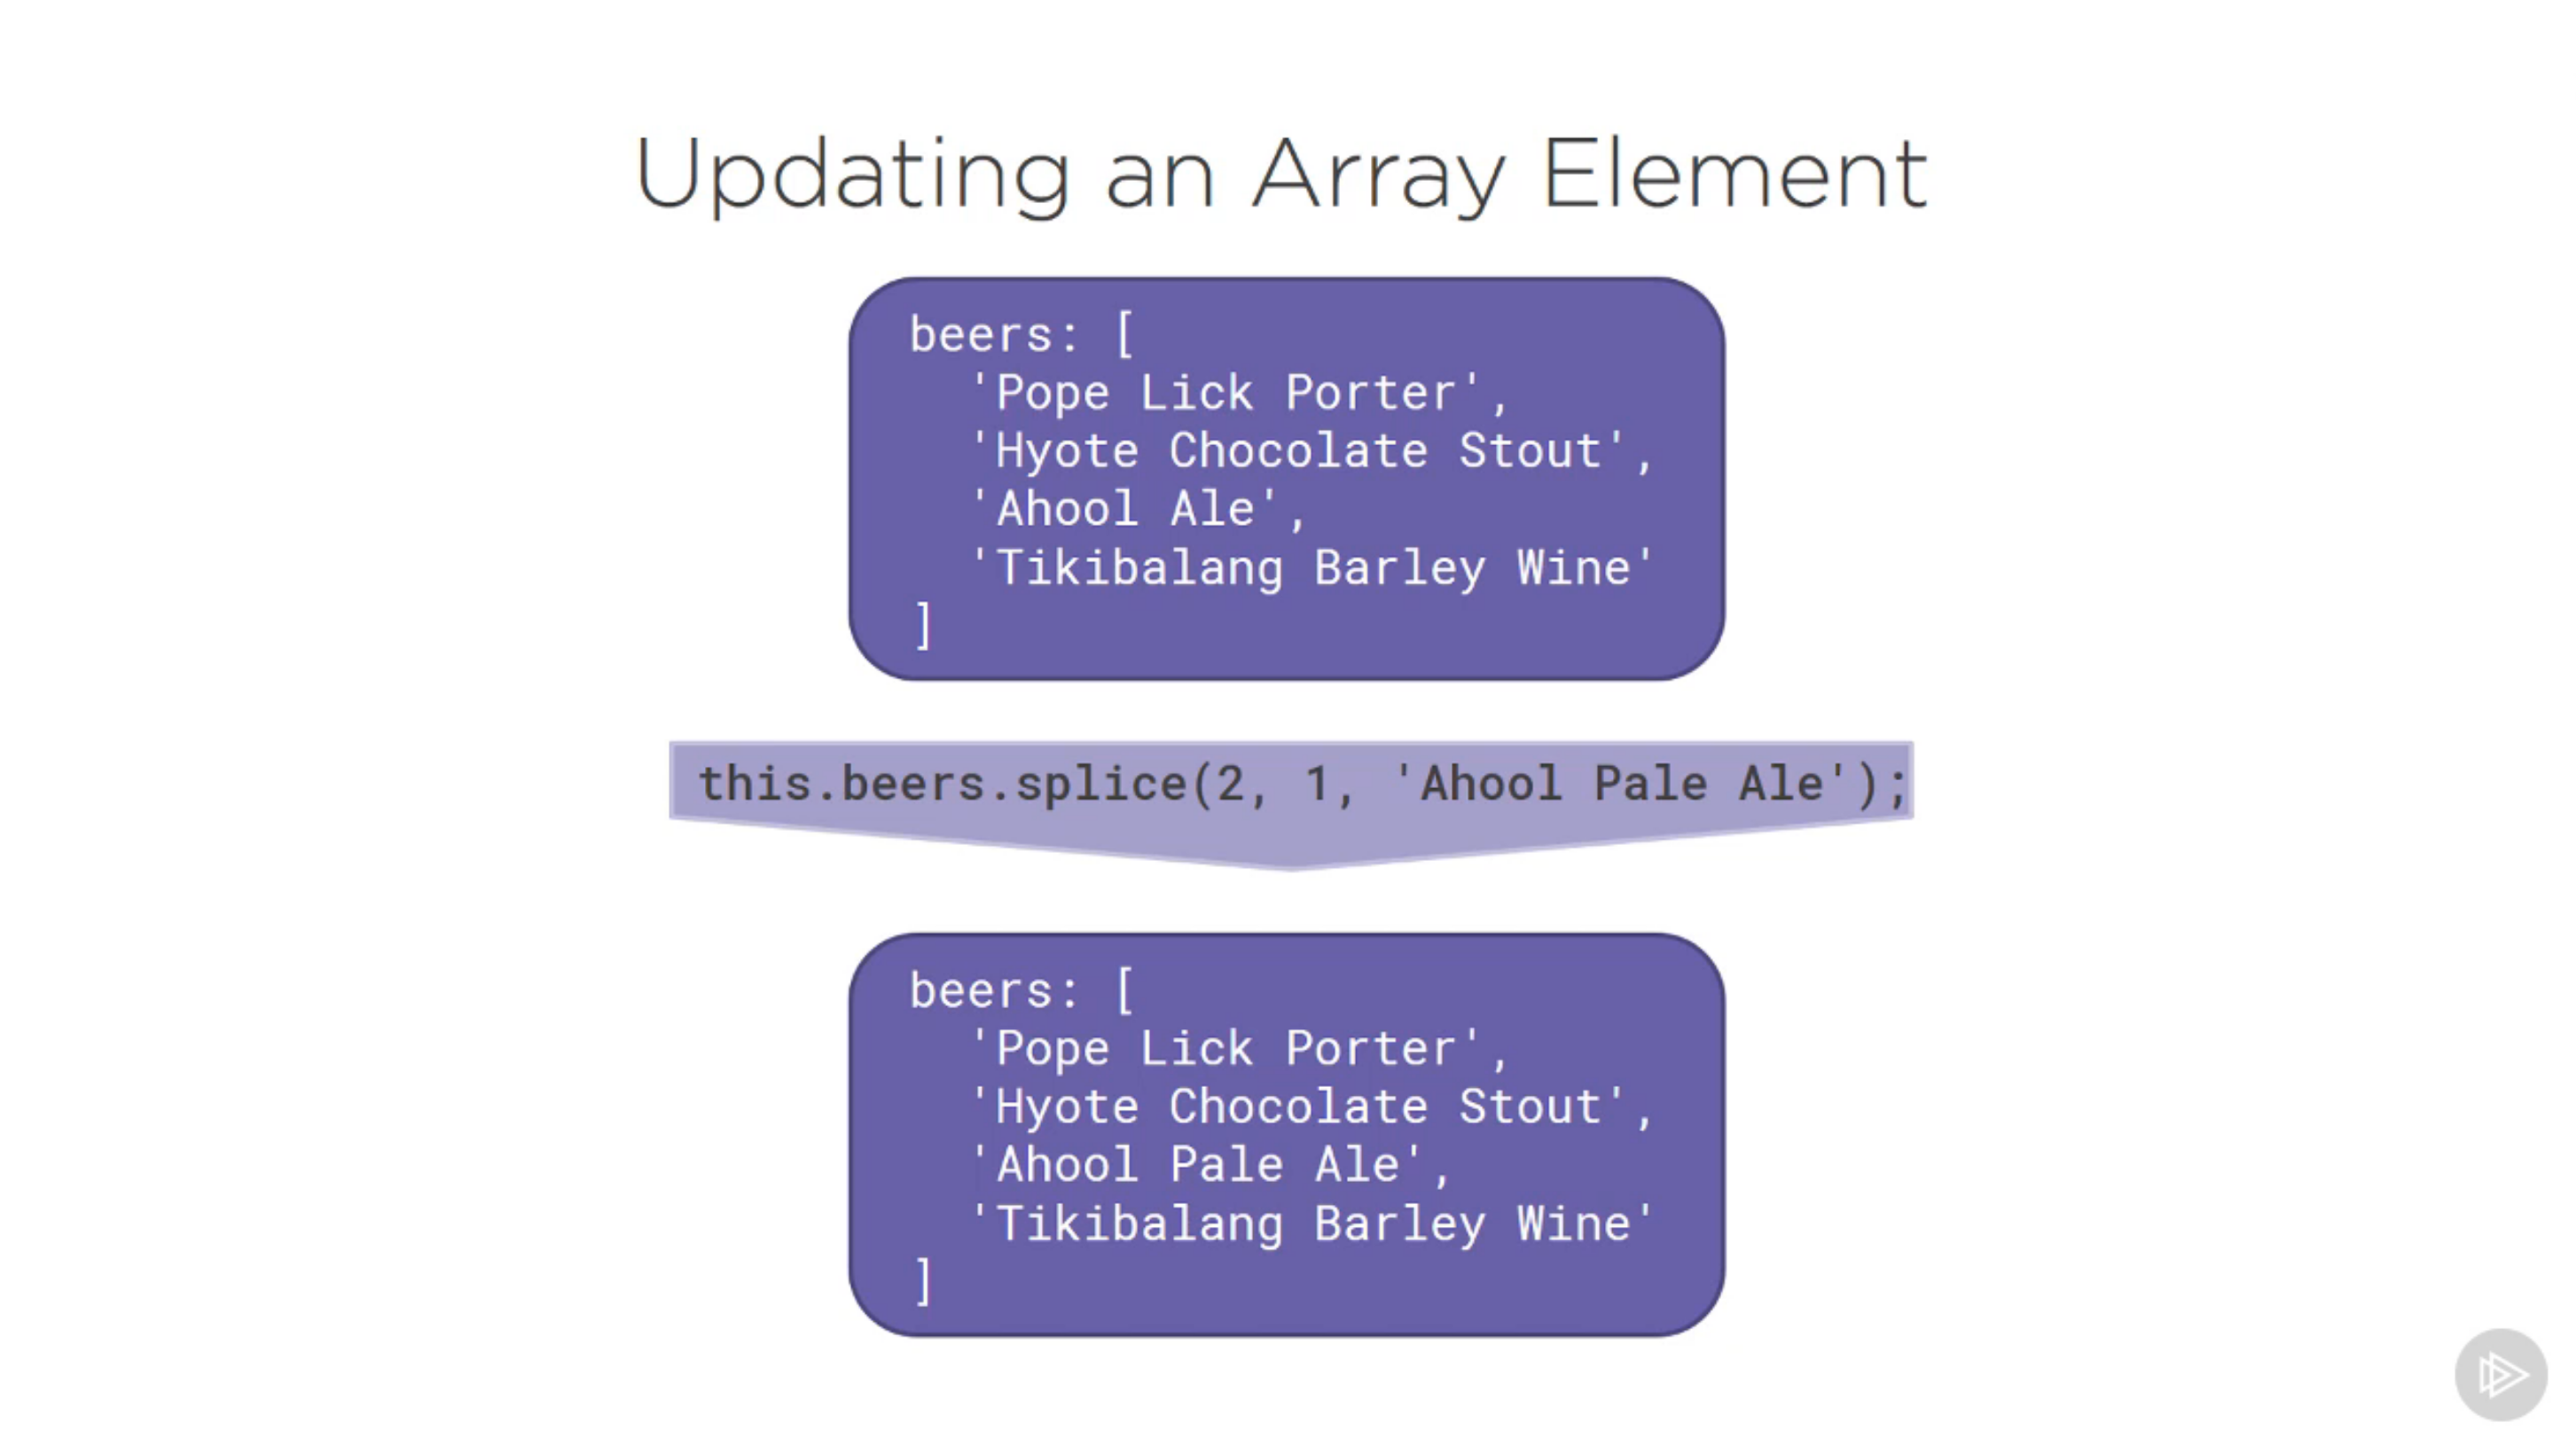 Updating an Array Element
beers: [
'Pope Lick Porter',
'Hyote Chocolate Stout',
'Ahool Ale',
'Tikibalang Barley Wine'
]
this.beers.splice(2, 1, 'Ahool Pale Ale');
beers: [
'Pope Lick Porter',
'Hyote Chocolate Stout',
'Ahool Pale Ale',
'Tikibalang Barley Wine'
]